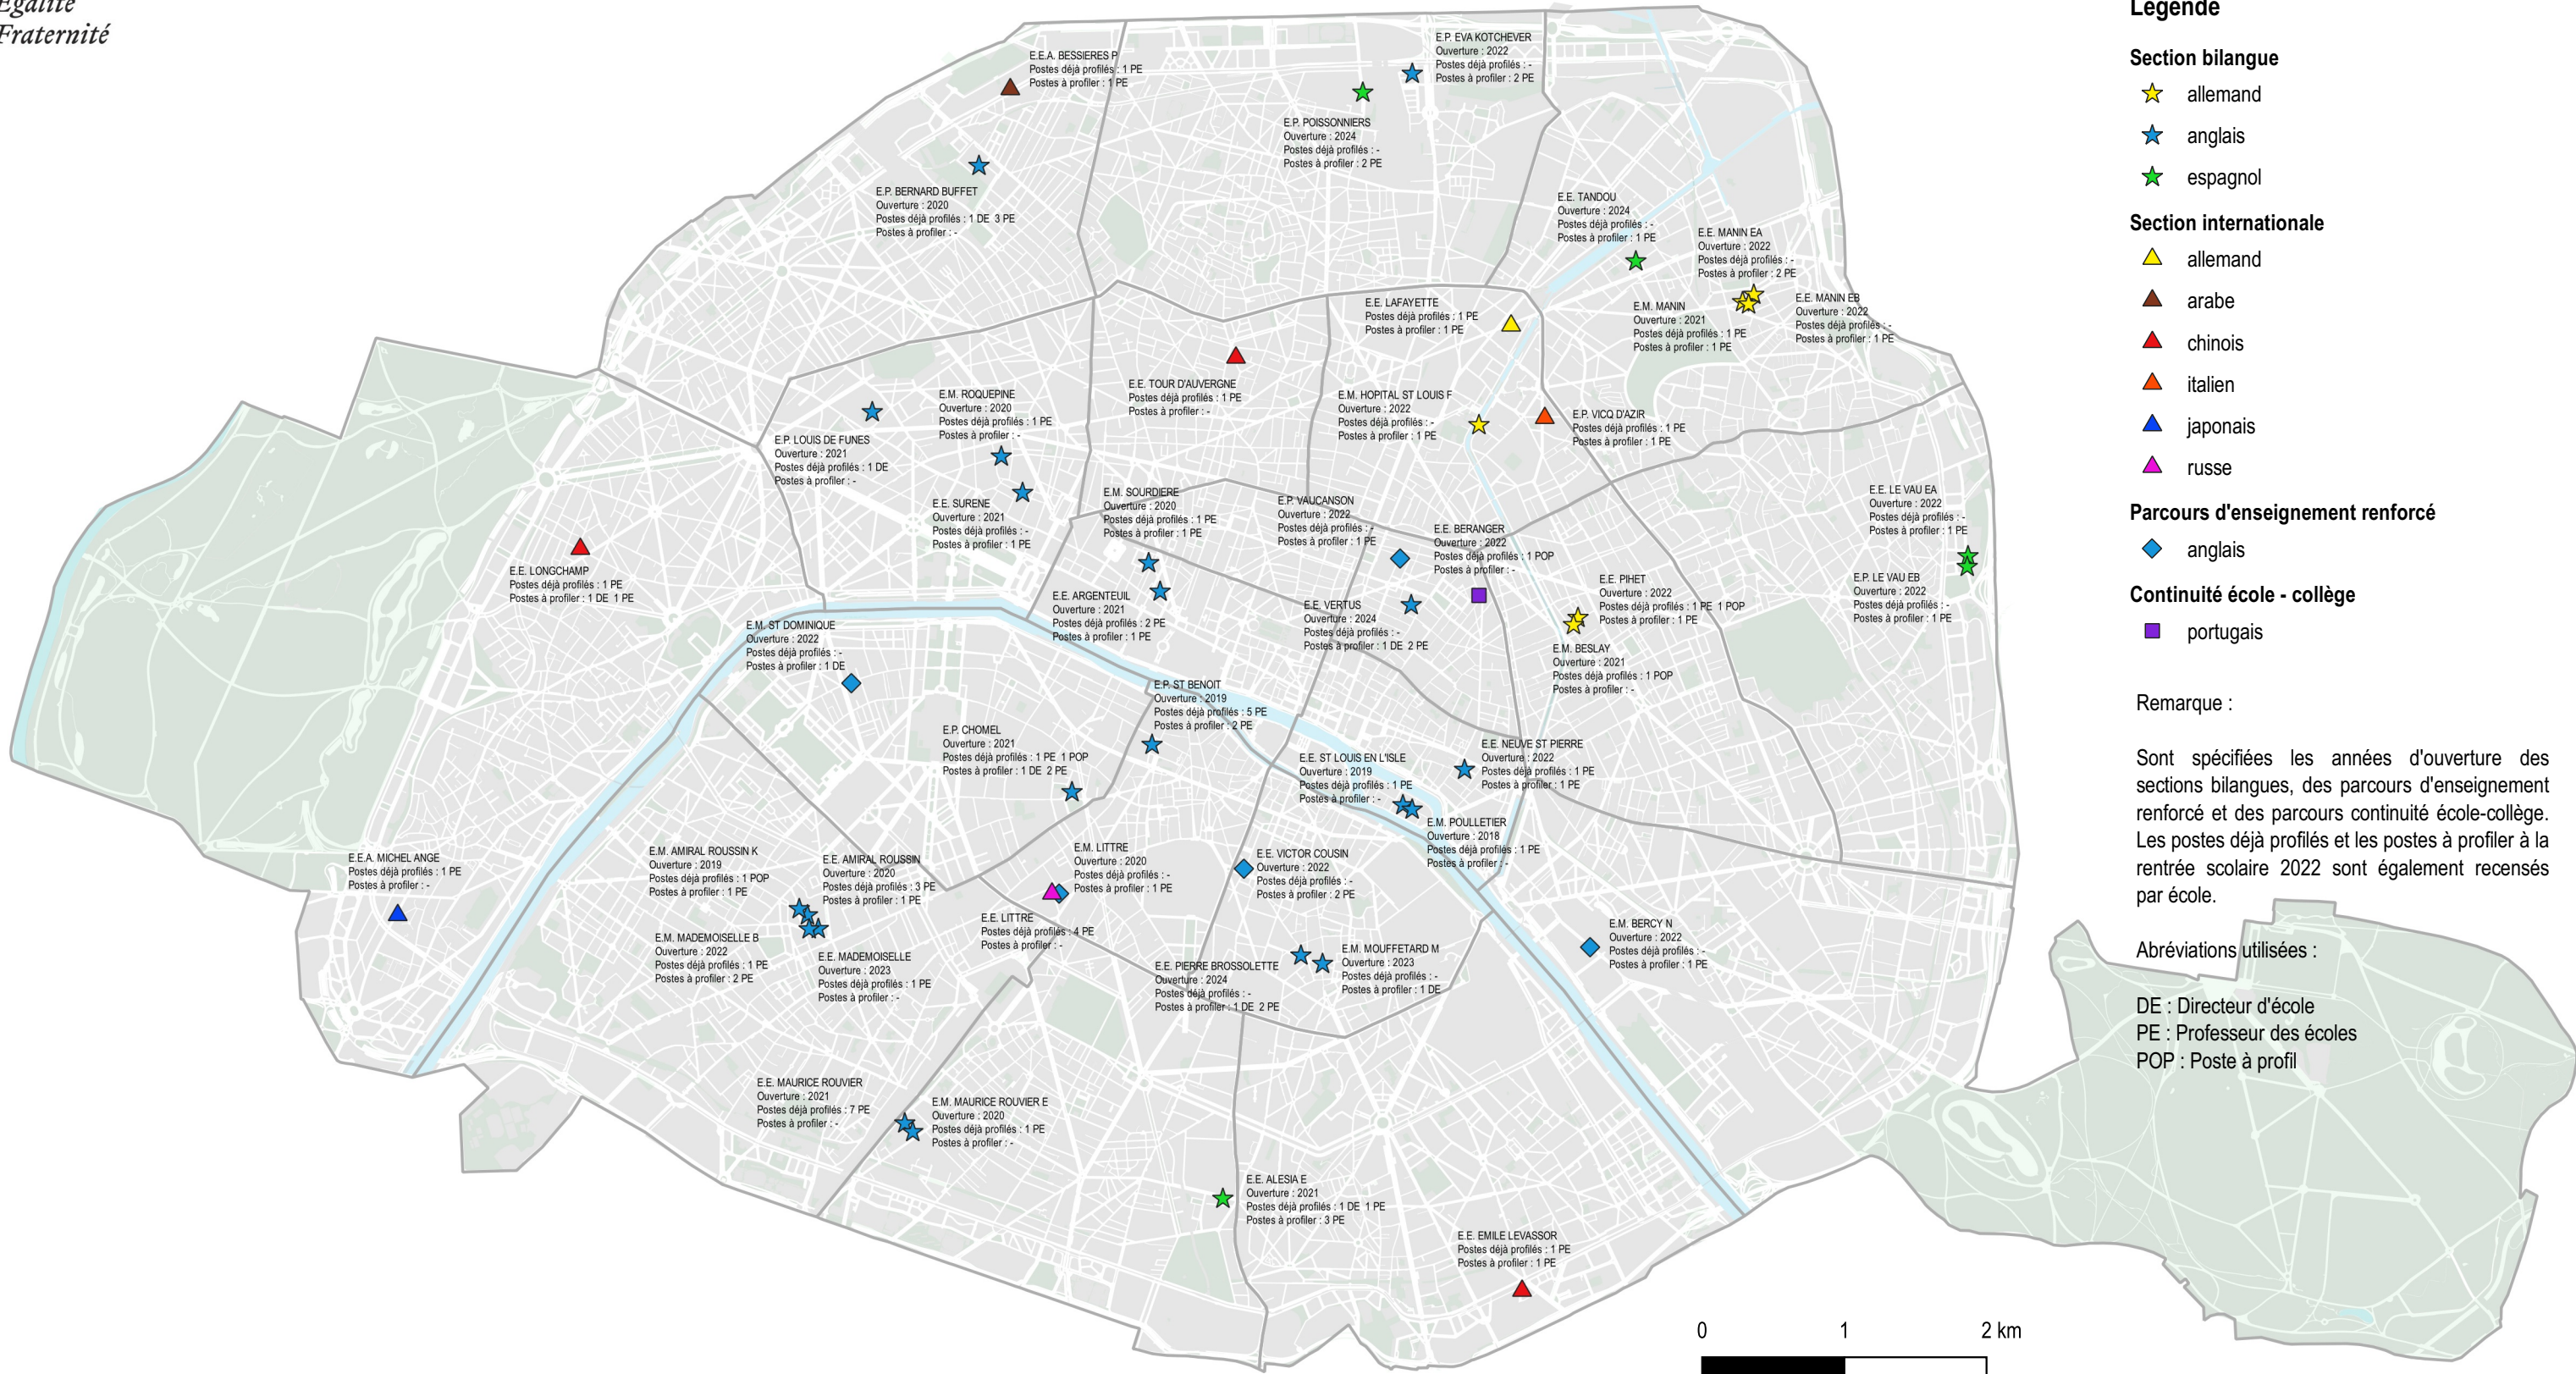 Égalité
Fraternité
E.E.A. BESSIERES P
Postes déjà profilés : 1 PE
Postes à profiler : 1 PE
E.P. EVA KOTCHEVER
Ouverture : 2022
Postes déjà profilés : -
Postes à profiler : 2 PE
E.P. POISSONNIERS
Ouverture : 2024
Postes déjà profilés : -
Postes à profiler : 2 PE
E.P. BERNARD BUFFET
Ouverture : 2020
Postes déjà profilés : 1 DE 3 PE
Postes à profiler : -
E.E. TANDOU
Ouverture : 2024
Postes déjà profilés : -
Postes à profiler : 1 PE
E.E. MANIN EA
Ouverture : 2022
Postes déjà profilés : -
Postes à profiler : 2 PE
E.E. LAFAYETTE
Postes déjà profilés : 1 PE
Postes à profiler : 1 PE
E.M. MANIN
Ouverture : 2021
Postes déjà profilés : 1 PE
Postes à profiler : 1 PE
E.E. MANIN EB
Ouverture : 2022
Postes déjà profilés : -
Postes à profiler : 1 PE
E.E. TOUR D'AUVERGNE
Postes déjà profilés : 1 PE
Postes à profiler : -
E.M. ROQUEPINE
Ouverture : 2020
Postes déjà profilés : 1 PE
Postes à profiler : -
E.M. HOPITAL ST LOUIS F
Ouverture : 2022
Postes déjà profilés : -
Postes à profiler : 1 PE
E.P. VICQ D'AZIR
Postes déjà profilés : 1 PE
Postes à profiler : 1 PE
E.P. LOUIS DE FUNES
Ouverture : 2021
Postes déjà profilés : 1 DE
Postes à profiler : -
E.E. SURENE
Ouverture : 2021
Postes déjà profilés : -
Postes à profiler : 1 PE
E.M. SOURDIERE
Ouverture : 2020
Postes déjà profilés : 1 PE
Postes à profiler : 1 PE
E.P. VAUCANSON
Ouverture : 2022
Postes déjà profilés : -
Postes à profiler : 1 PE
E.E. BERANGER
Ouverture : 2022
Postes déjà profilés : 1 POP
Postes à profiler : -
E.E. LE VAU EA
Ouverture : 2022
Postes déjà profilés : -
Postes à profiler : 1 PE
E.E. LONGCHAMP
Postes déjà profilés : 1 PE
Postes à profiler : 1 DE 1 PE
E.E. ARGENTEUIL
Ouverture : 2021
Postes déjà profilés : 2 PE
Postes à profiler : 1 PE
E.E. VERTUS
Ouverture : 2024
Postes déjà profilés : -
Postes à profiler : 1 DE 2 PE
E.E. PIHET
Ouverture : 2022
Postes déjà profilés : 1 PE 1 POP
Postes à profiler : 1 PE
E.P. LE VAU EB
Ouverture : 2022
Postes déjà profilés : -
Postes à profiler : 1 PE
E.M. ST DOMINIQUE
Ouverture : 2022
Postes déjà profilés : -
Postes à profiler : 1 DE
E.M. BESLAY
Ouverture : 2021
Postes déjà profilés : 1 POP
Postes à profiler : -
E.P. ST BENOIT
Ouverture : 2019
Postes déjà profilés : 5 PE
Postes à profiler : 2 PE
E.P. CHOMEL
Ouverture : 2021
Postes déjà profilés : 1 PE 1 POP
Postes à profiler : 1 DE 2 PE
E.E. ST LOUIS EN L'ISLE
Ouverture : 2019
Postes déjà profilés : 1 PE
Postes à profiler : -
E.E. NEUVE ST PIERRE
Ouverture : 2022
Postes déjà profilés : 1 PE
Postes à profiler : 1 PE
E.M. POULLETIER
Ouverture : 2018
Postes déjà profilés : 1 PE
Postes à profiler : -
E.E.A. MICHEL ANGE
Postes déjà profilés : 1 PE
Postes à profiler : -
E.M. AMIRAL ROUSSIN K
Ouverture : 2019
Postes déjà profilés : 1 POP
Postes à profiler : 1 PE
E.E. AMIRAL ROUSSIN
Ouverture : 2020
Postes déjà profilés : 3 PE
Postes à profiler : 1 PE
E.M. LITTRE
Ouverture : 2020
Postes déjà profilés : -
Postes à profiler : 1 PE
E.E. VICTOR COUSIN
Ouverture : 2022
Postes déjà profilés : -
Postes à profiler : 2 PE
E.E. LITTRE
Postes déjà profilés : 4 PE
Postes à profiler : -
E.M. MADEMOISELLE B
Ouverture : 2022
Postes déjà profilés : 1 PE
Postes à profiler : 2 PE
E.E. MADEMOISELLE
Ouverture : 2023
Postes déjà profilés : 1 PE
Postes à profiler : -
E.E. PIERRE BROSSOLETTE
Ouverture : 2024
Postes déjà profilés : -
Postes à profiler : 1 DE 2 PE
E.M. MOUFFETARD M
Ouverture : 2023
Postes déjà profilés : -
Postes à profiler : 1 DE
E.M. BERCY N
Ouverture : 2022
Postes déjà profilés : -
Postes à profiler : 1 PE
E.E. MAURICE ROUVIER
Ouverture : 2021
Postes déjà profilés : 7 PE
Postes à profiler : -
E.M. MAURICE ROUVIER E
Ouverture : 2020
Postes déjà profilés : 1 PE
Postes à profiler : -
E.E. ALESIA E
Ouverture : 2021
Postes déjà profilés : 1 DE 1 PE
Postes à profiler : 3 PE
E.E. EMILE LEVASSOR
Postes déjà profilés : 1 PE
Postes à profiler : 1 PE
0 1 2 km
Légende
Section bilangue
allemand
anglais
espagnol
Section internationale
allemand
arabe
chinois
italien
japonais
russe
Parcours d'enseignement renforcé
anglais
Continuité école - collège
portugais
Remarque :
Sont spécifiées les années d'ouverture des
sections bilangues, des parcours d'enseignement
renforcé et des parcours continuité école-collège.
Les postes déjà profilés et les postes à profiler à la
rentrée scolaire 2022 sont également recensés
par école.
Abréviations utilisées :
DE : Directeur d'école
PE : Professeur des écoles
POP : Poste à profil